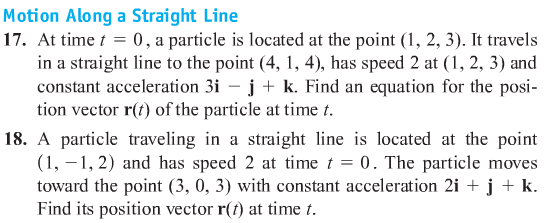 Motion Along a Straight Line
17. At time t = 0, a particle is located at the point (1, 2, 3). It travels
in a straight line to the point (4, 1, 4), has speed 2 at (1, 2, 3) and
constant acceleration 3i − j + k. Find an equation for the posi-
tion vector r(t) of the particle at time t.
18. A particle traveling in a straight line is located at the point
(1, −1, 2) and has speed 2 at time t = 0. The particle moves
toward the point (3, 0, 3) with constant acceleration 2i + j + k.
Find its position vector r(t) at time t.